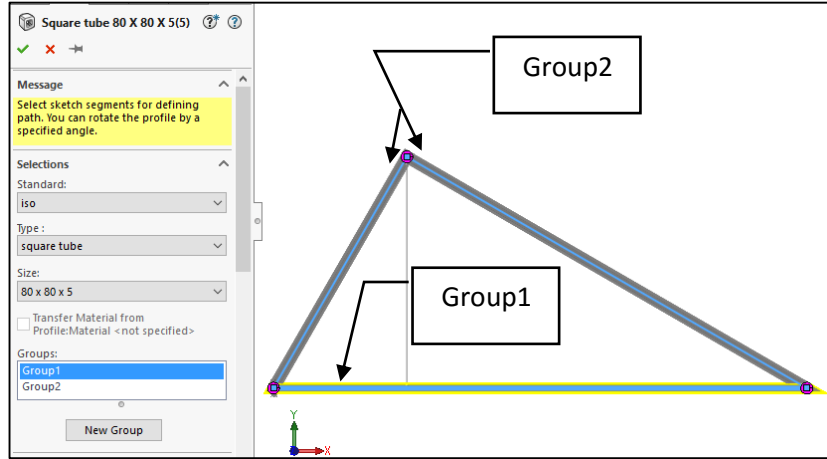 Square tube 80 X 80 X 5(5)
Message
Select sketch segments for defining
path. You can rotate the profile by a
specified angle.
Selections
Standard:
iso
Type :
square tube
Size:
80 x 80 x 5
Transfer Material from
Profile:Material <not specified>
Groups:
Group1
Group2
New Group
Group2
Group1
Y
X